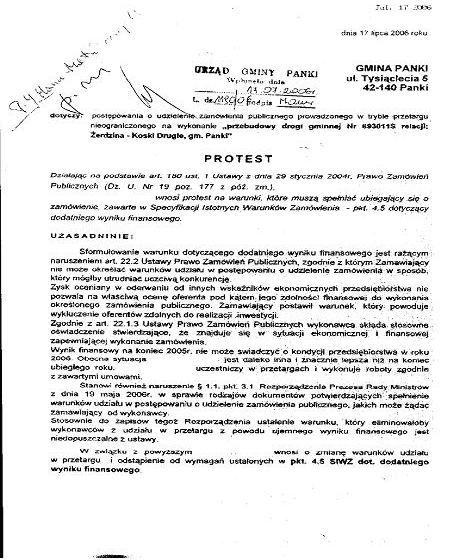 Jul. 17 2006
dnia 17 lipca 2006 roku
GMINA PANKI
ul. Tysiąclecia 5
42-140 Panki
URZĄD GMINY PANKI
Wpłynęło dnia
L. dz. podpis
dotyczy: postępowania o udzielenie zamówienia publicznego prowadzonego w trybie przetargu
nieograniczonego na wykonanie „przebudowy drogi gminnej Nr 693011S relacji:
Żerdzina - Koski Drugie, gm. Panki"
PROTEST
Działając na podstawie art. 180 ust. 1 Ustawy z dnia 29 stycznia 2004r. Prawo Zamówień
Publicznych (Dz. U. Nr 19 poz. 177 z póź. zm.),
wnosi protest na warunki, które muszą spełniać ubiegający się o
zamówienie, zawarte w Specyfikacji Istotnych Warunków Zamówienia - pkt. 4.5 dotyczący
dodatniego wyniku finansowego.
UZASADNINIE:
Sformułowanie warunku dotyczącego dodatniego wyniku finansowego jest rażącym
naruszeniem art. 22.2 Ustawy Prawo Zamówień Publicznych, zgodnie z którym Zamawiający
nie może określać warunków udziału w postępowaniu o udzielenie zamówienia w sposób,
który mógłby utrudniać uczciwą konkurencję.
Zysk oceniany w oderwaniu od innych wskaźników ekonomicznych przedsiębiorstwa nie
pozwala na właściwą ocenę oferenta pod kątem jego zdolności finansowej do wykonania
określonego zamówienia publicznego. Zamawiający postawił warunek, który powoduje
wykluczenie oferentów zdolnych do realizacji inwestycji.
Zgodnie z art. 22.1.3 Ustawy Prawo Zamówień Publicznych wykonawca składa stosowne
oświadczenie stwierdzające, że znajduje się w sytuacji ekonomicznej i finansowej
zapewniającej wykonanie zamówienia.
Wynik finansowy na koniec 2005r. nie może świadczyć o kondycji przedsiębiorstwa w roku
2006. Obecna sytuacja jest daleko inna i znacznie lepsza niż na koniec
ubiegłego roku. uczestniczy w przetargach i wykonuje roboty zgodnie
z zawartymi umowami.
Stanowi również naruszenie § 1.1. pkt. 3.1 Rozporządzenia Prezesa Rady Ministrów
z dnia 19 maja 2006r. w sprawie rodzajów dokumentów potwierdzających spełnienie
warunków udziału w postępowaniu o udzielenie zamówienia publicznego, jakich może żądać
zamawiający od wykonawcy.
Stosownie do zapisów tegoż Rozporządzenia ustalenie warunku, który eliminowałoby
wykonawców z udziału w przetargu z powodu ujemnego wyniku finansowego jest
niedopuszczalne z ustawy.
W związku z powyższym wnosi o zmianę warunków udziału
w przetargu i odstąpienie od wymagań ustalonych w pkt. 4.5 SIWZ dot. dodatniego
wyniku finansowego.